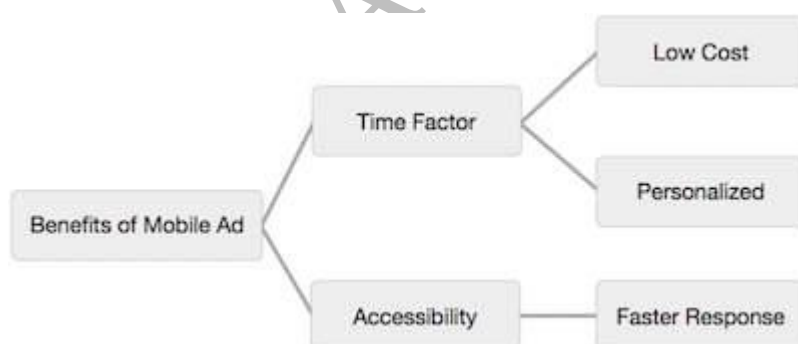 Low Cost
Time Factor
Personalized
Benefits of Mobile Ad
Accessibility
Faster Response